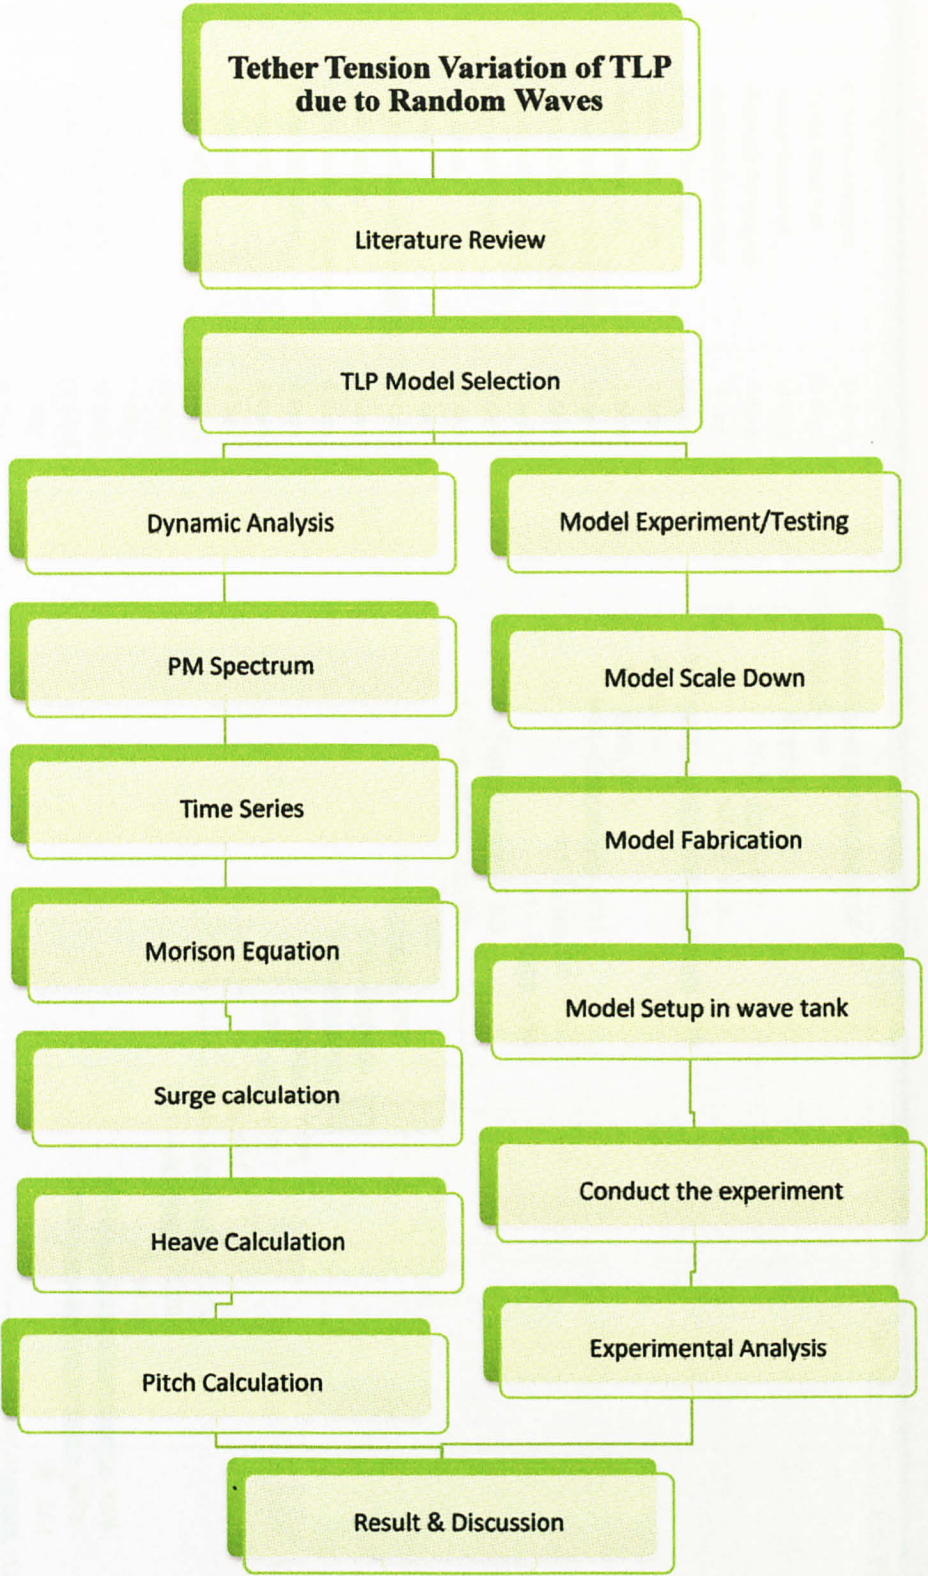 Tether Tension Variation of TLP
due to Random Waves
Literature Review
TLP Model Selection
Dynamic Analysis
PM Spectrum
Time Series
Morison Equation
Surge calculation
Heave Calculation
Pitch Calculation
Model Experiment/Testing
Model Scale Down
Model Fabrication
Model Setup in wave tank
Conduct the experiment
Experimental Analysis
Result & Discussion